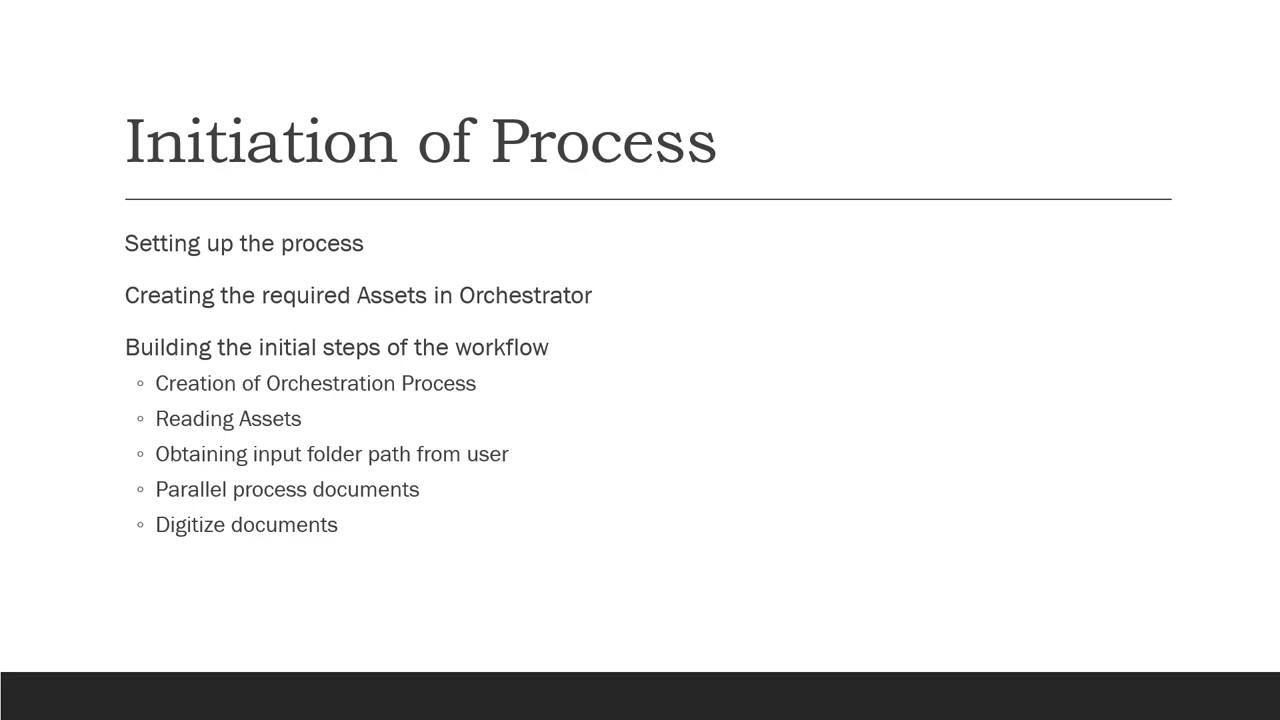 Initiation of Process
Setting up the process
Creating the required Assets in Orchestrator
Building the initial steps of the workflow
◦ Creation of Orchestration Process
◦ Reading Assets
◦ Obtaining input folder path from user
◦ Parallel process documents
◦ Digitize documents